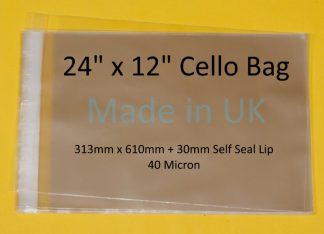 24" x 12" Cello Bag
Made in UK
313mm x 610mm + 30mm Self Seal Lip
40 Micron